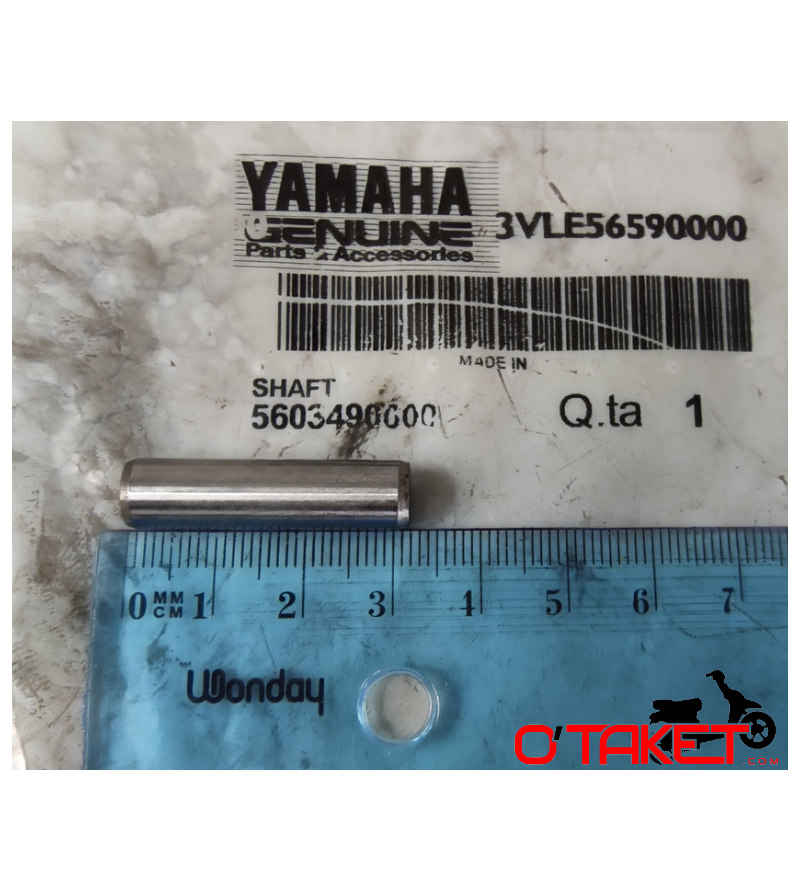 YAMAHA
GENUINE
Parts & Accessories
3VLE56590000
MADE IN
SHAFT
5603490000
Q.ta 1
0 MM CM 1 2 3 4 5 6 7
Wonday
O'TAKET
.COM